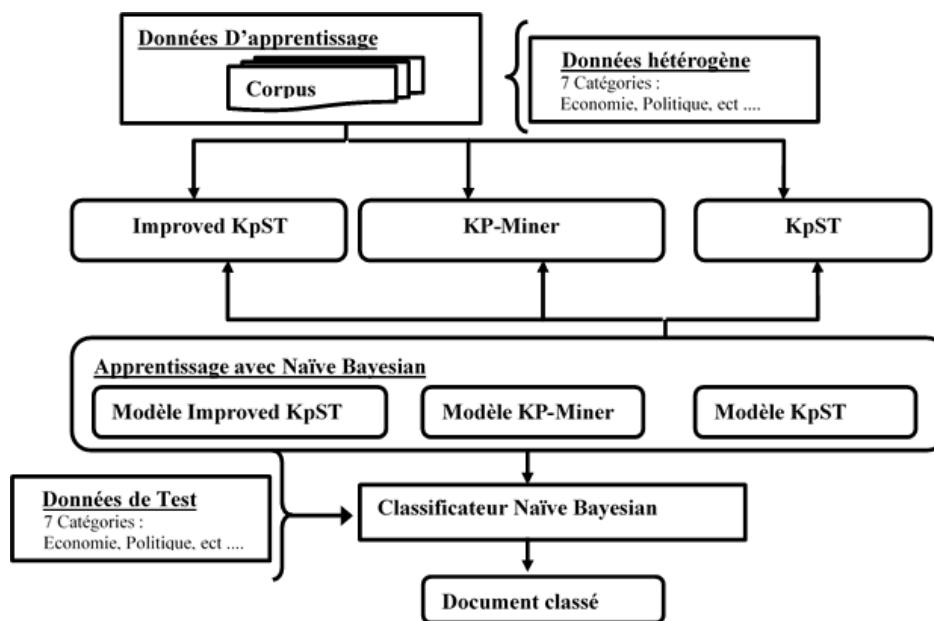 Données D'apprentissage
Corpus
Données hétérogène
7 Catégories :
Economie, Politique, ect ....
Improved KpST
KP-Miner
KpST
Apprentissage avec Naïve Bayesian
Modèle Improved KpST
Modèle KP-Miner
Modèle KpST
Données de Test
7 Catégories :
Economie, Politique, ect ....
Classificateur Naïve Bayesian
Document classé